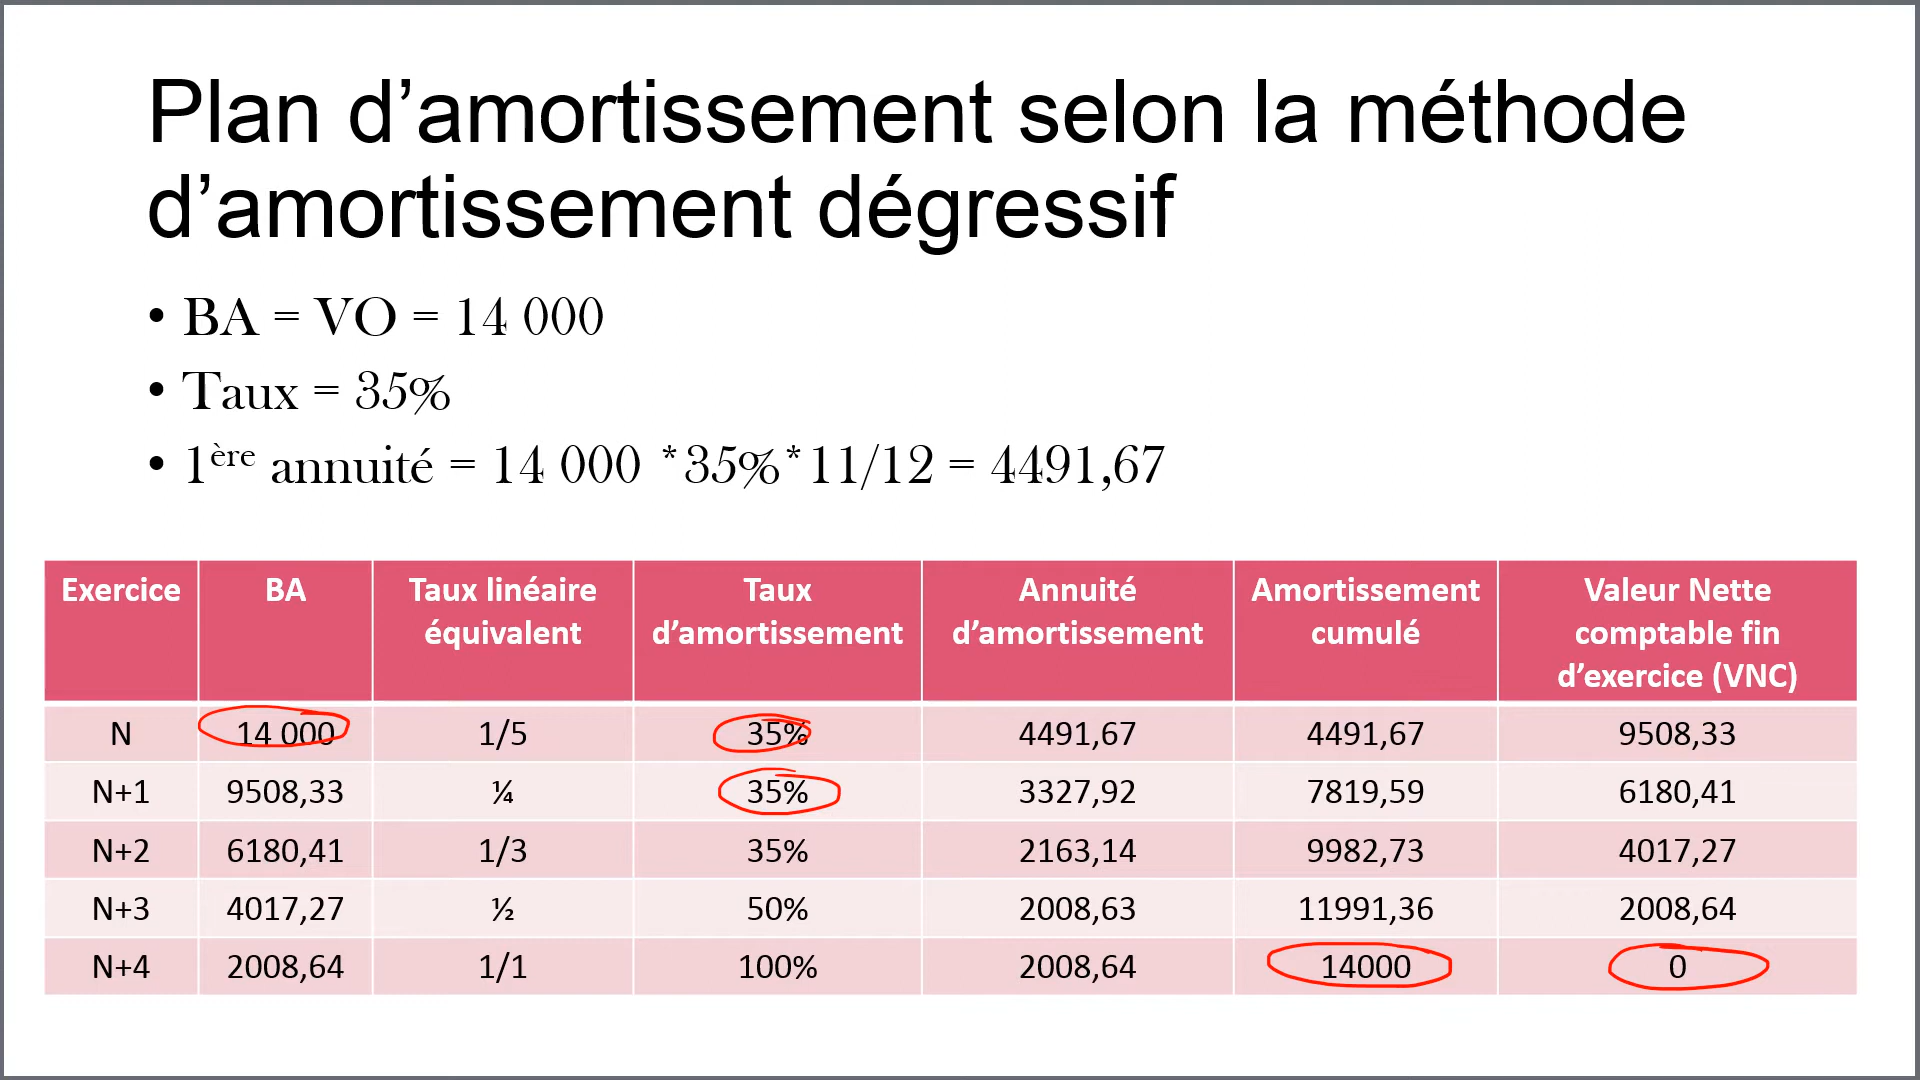 Plan d’amortissement selon la méthode
d’amortissement dégressif
• BA = VO = 14 000
• Taux = 35%
• 1ère annuité = 14 000 *35%*11/12 = 4491,67
Exercice BA Taux linéaire équivalent Taux d’amortissement Annuité d’amortissement Amortissement cumulé Valeur Nette comptable fin d’exercice (VNC)
N 14 000 1/5 35% 4491,67 4491,67 9508,33
N+1 9508,33 ¼ 35% 3327,92 7819,59 6180,41
N+2 6180,41 1/3 35% 2163,14 9982,73 4017,27
N+3 4017,27 ½ 50% 2008,63 11991,36 2008,64
N+4 2008,64 1/1 100% 2008,64 14000 0